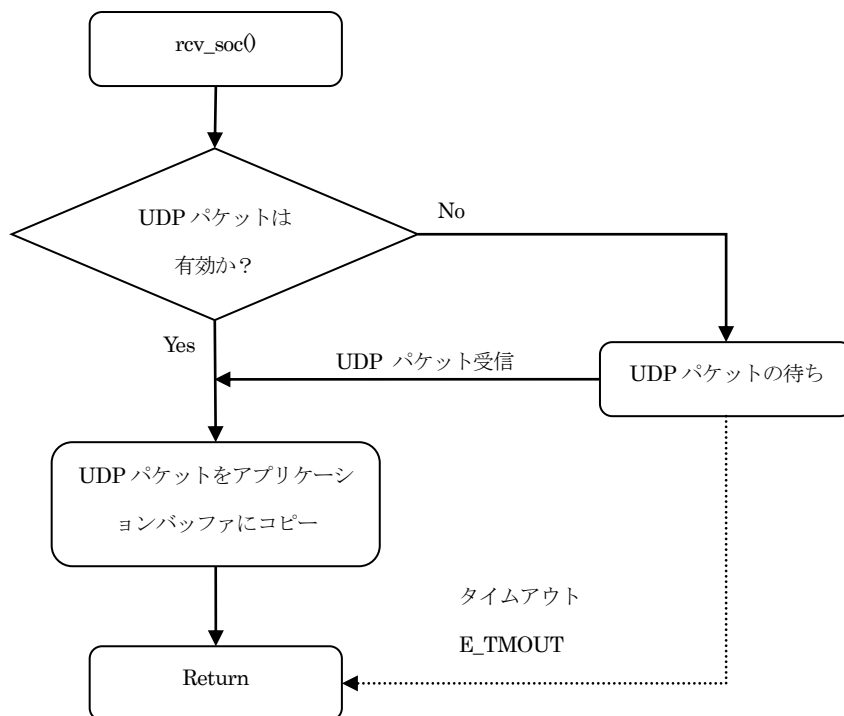 rcv_soc()
UDP パケットは
有効か？
No
Yes
UDP パケット受信
UDP パケットの待ち
UDP パケットをアプリケーシ
ョンバッファにコピー
タイムアウト
E_TMOUT
Return